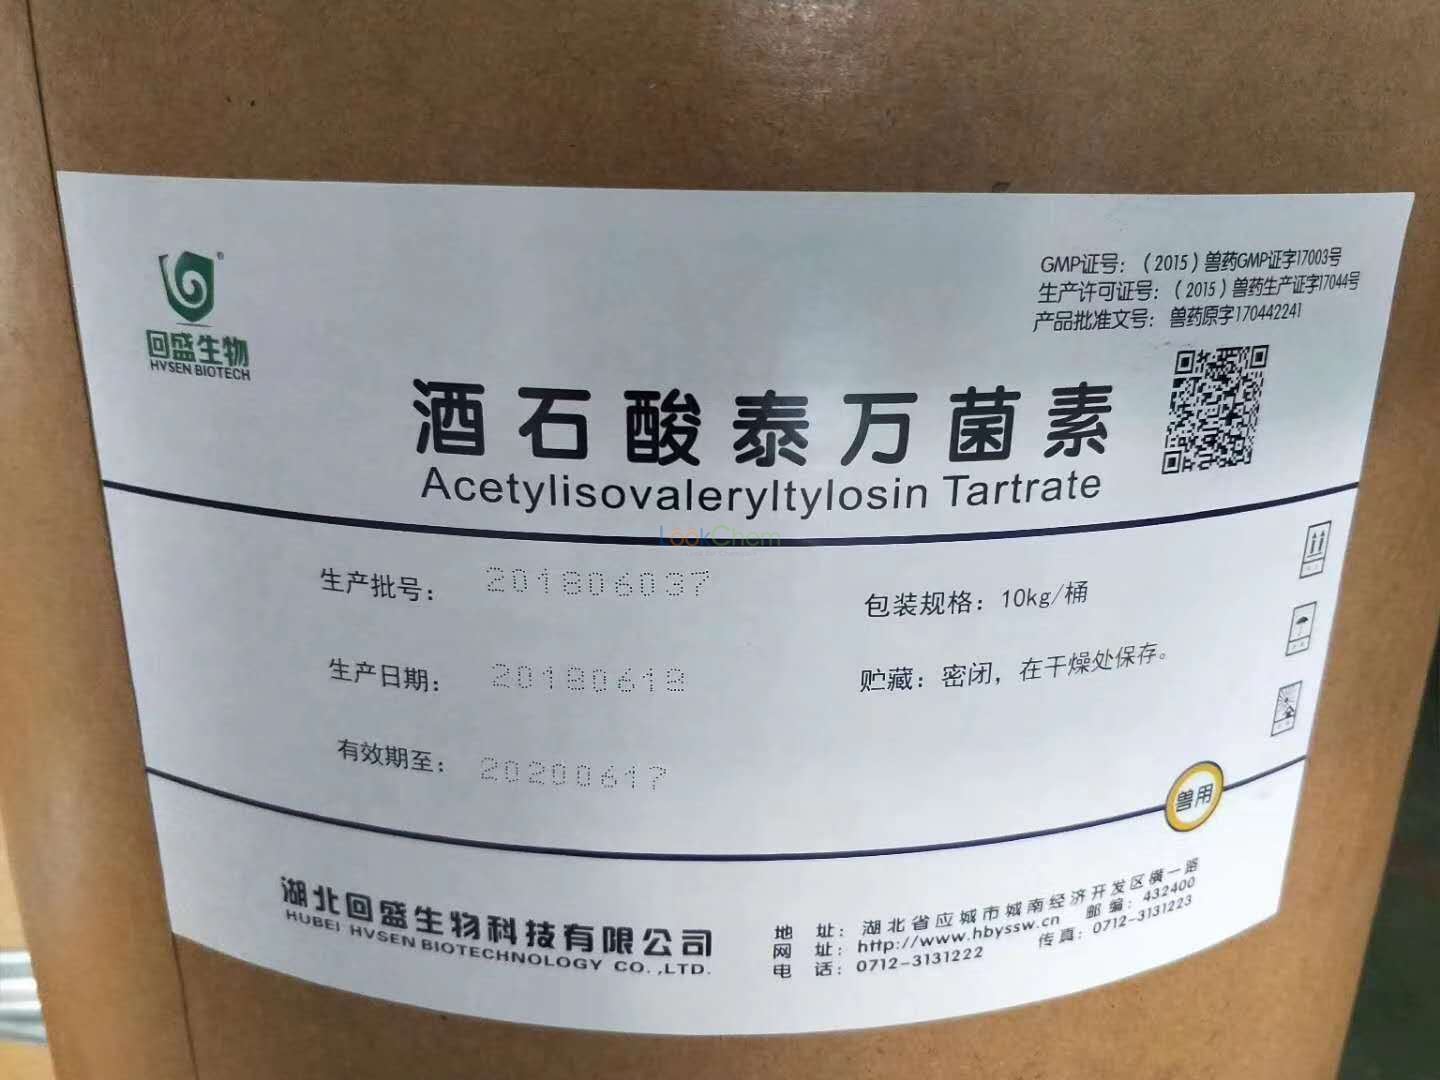 GMP证号：（2015）兽药GMP证字17003号
生产许可证号：（2015）兽药生产证字17044号
产品批准文号： 兽药原字170442241
回盛生物
HVSEN BIOTECH
酒石酸泰万菌素
Acetylisovaleryltylosin Tartrate
LookChem
生产批号： 201806037
包装规格：10kg/桶
生产日期： 20180618
贮藏：密闭，在干燥处保存。
有效期至： 20200617
兽用
湖北回盛生物科技有限公司
HUBEI HVSEN BIOTECHNOLOGY CO.,LTD.
地 址：湖北省应城市城南经济开发区横一路
网 址：http://www.hbyssw.cn 邮编：432400
电 话：0712-3131222 传真：0712-3131223